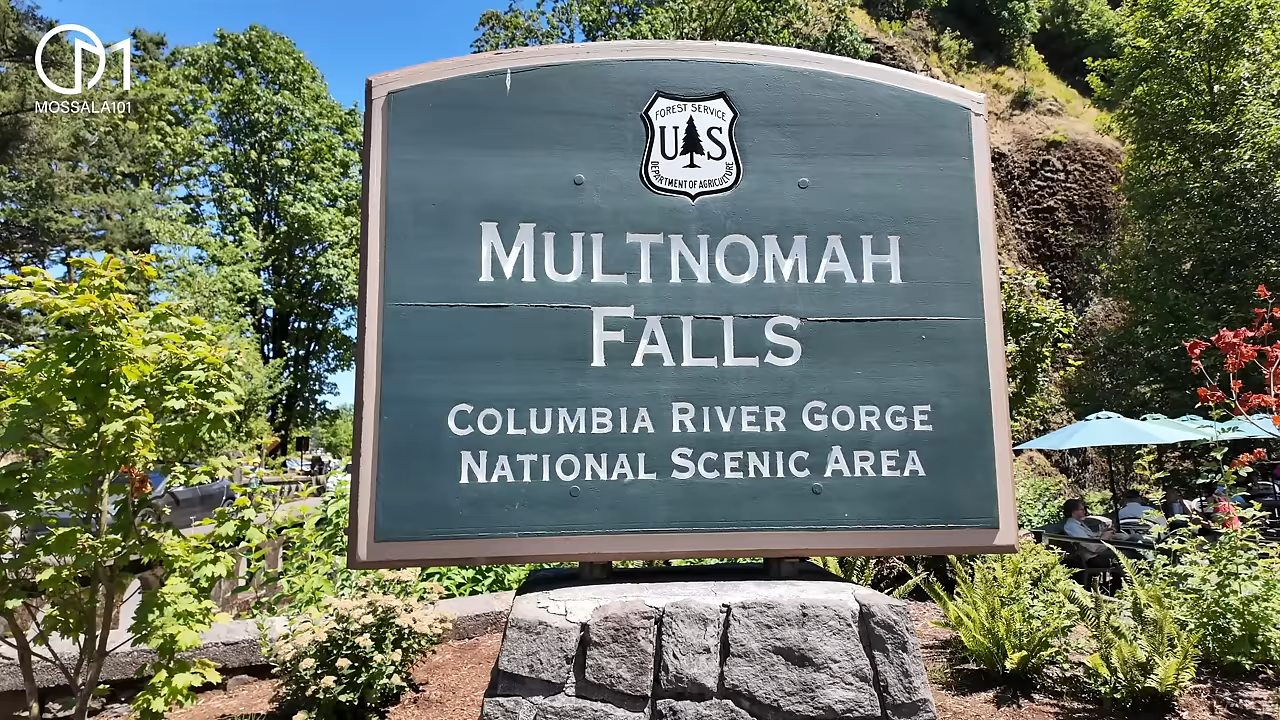 MOSSALA101
FOREST SERVICE
U S
DEPARTMENT OF AGRICULTURE
MULTNOMAH
FALLS
COLUMBIA RIVER GORGE
NATIONAL SCENIC AREA